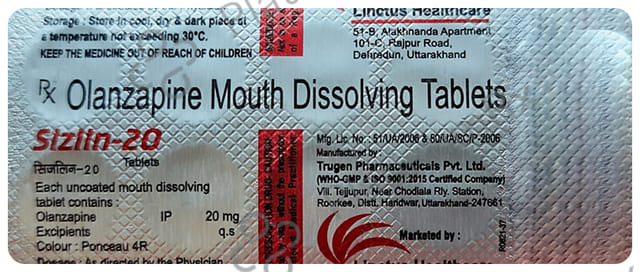 Storage : Store in cool, dry & dark place at
a temperature not exceeding 30°C.
KEEP THE MEDICINE OUT OF REACH OF CHILDREN
Linctus Healthcare
51-B, Alakhnanda Apartment
101-C, Rajpur Road,
Dehradun, Uttarakhand
Rx Olanzapine Mouth Dissolving Tablets
Sizlin-20
Tablets
सिजलिन-20
Each uncoated mouth dissolving
tablet contains :
Olanzapine IP 20 mg
Excipients q.s
Colour : Ponceau 4R
Dosage : As directed by the Physician
Mfg. Lic. No. : 51/UA/2006 & 80/UA/SC/P-2006
Manufactured by :
Trugen Pharmaceuticals Pvt. Ltd.
(WHO-GMP & ISO 9001:2015 Certified Company)
Vill. Tejjupur, Near Chodiala Rly. Station,
Roorkee, Distt. Haridwar, Uttarakhand-247661
Marketed by :
Linctus Healthcare